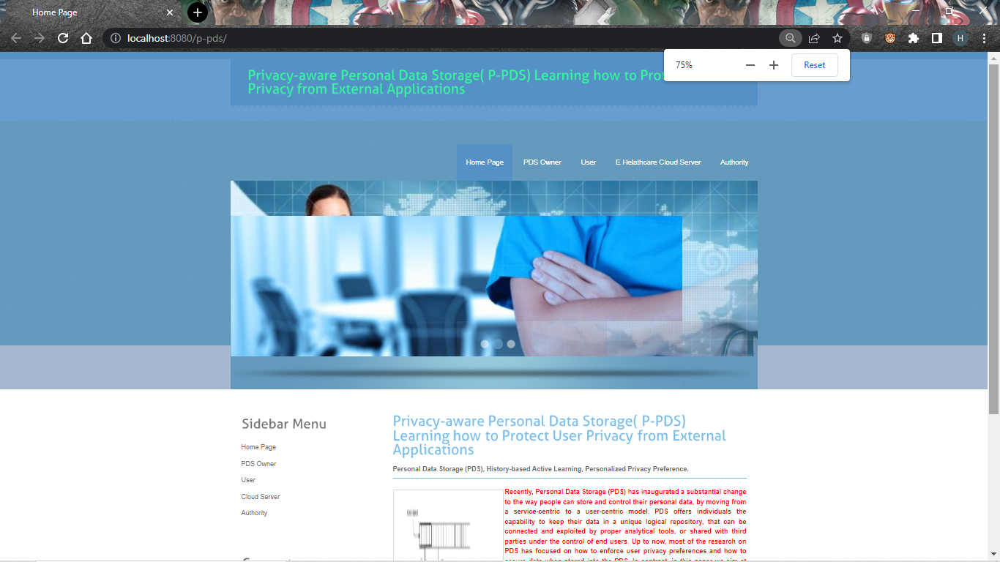 Home Page
localhost:8080/p-pds/
H
75%
Reset
Privacy-aware Personal Data Storage( P-PDS) Learning how to
Privacy from External Applications
Home Page
PDS Owner
User
E Helathcare Cloud Server
Authority
Sidebar Menu
Home Page
PDS Owner
User
Cloud Server
Authority
Privacy-aware Personal Data Storage( P-PDS)
Learning how to Protect User Privacy from External
Applications
Personal Data Storage (PDS), History-based Active Learning, Personalized Privacy Preference.
Recently, Personal Data Storage (PDS) has inaugurated a substantial change
to the way people can store and control their personal data, by moving from
a service-centric to a user-centric model. PDS offers individuals the
capability to keep their data in a unique logical repository, that can be
connected and exploited by proper analytical tools, or shared with third
parties under the control of end users. Up to now, most of the research on
PDS has focused on how to enforce user privacy preferences and how to